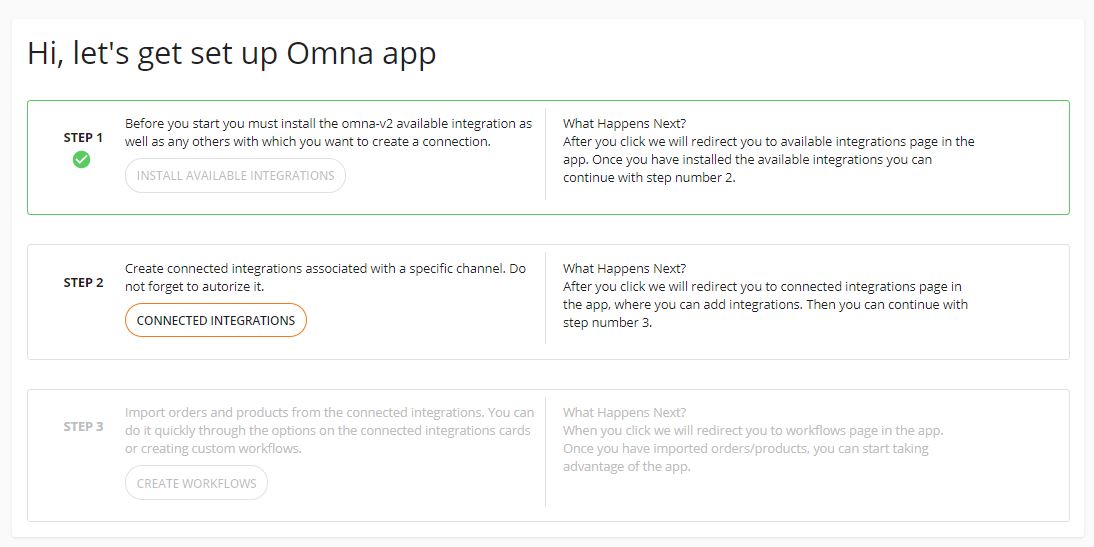 Hi, let's get set up Omna app
STEP 1
Before you start you must install the omna-v2 available integration as
well as any others with which you want to create a connection.
INSTALL AVAILABLE INTEGRATIONS
What Happens Next?
After you click we will redirect you to available integrations page in the
app. Once you have installed the available integrations you can
continue with step number 2.
STEP 2
Create connected integrations associated with a specific channel. Do
not forget to autorize it.
CONNECTED INTEGRATIONS
What Happens Next?
After you click we will redirect you to connected integrations page in
the app, where you can add integrations. Then you can continue with
step number 3.
STEP 3
Import orders and products from the connected integrations. You can
do it quickly through the options on the connected integrations cards
or creating custom workflows.
CREATE WORKFLOWS
What Happens Next?
When you click we will redirect you to workflows page in the app.
Once you have imported orders/products, you can start taking
advantage of the app.